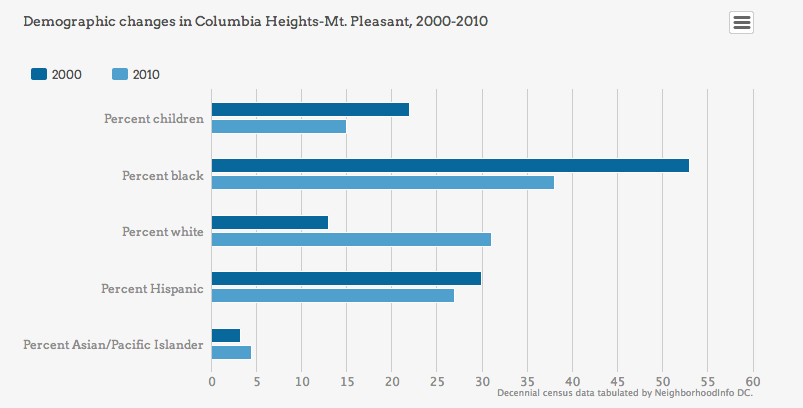 Demographic changes in Columbia Heights-Mt. Pleasant, 2000-2010
2000 2010
Percent children
Percent black
Percent white
Percent Hispanic
Percent Asian/Pacific Islander
0 5 10 15 20 25 30 35 40 45 50 55 60
Decennial census data tabulated by NeighborhoodInfo DC.